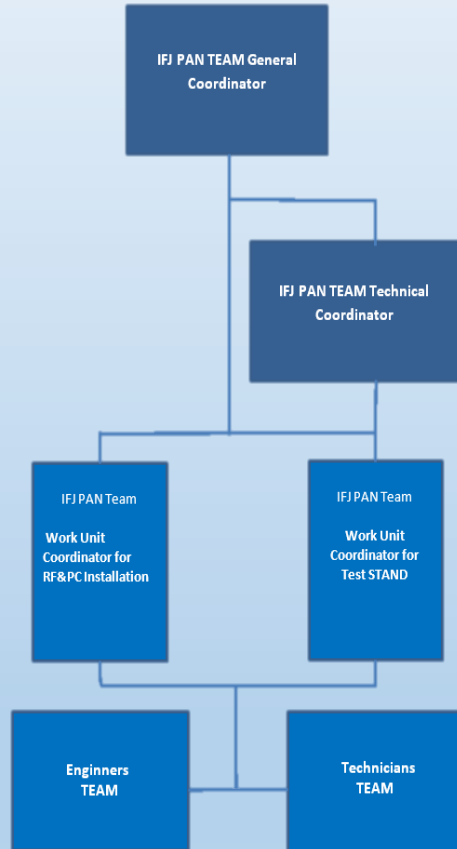 IFJ PAN TEAM General
Coordinator
IFJ PAN TEAM Technical
Coordinator
IFJ PAN Team
Work Unit
Coordinator for
RF&PC Installation
IFJ PAN Team
Work Unit
Coordinator for
Test STAND
Enginners
TEAM
Technicians
TEAM